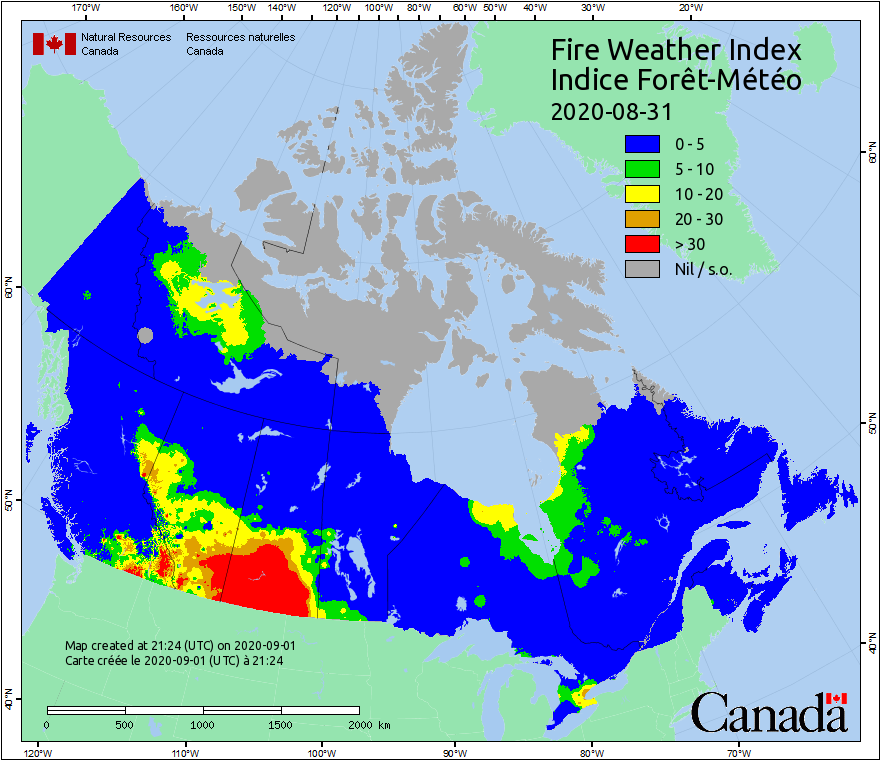 170°W 160°W 150°W 140°W 130°W 120°W 110°W 100°W 90°W 80°W 70°W 60°W 50°W 40°W 30°W 20°W
Natural Resources Canada
Ressources naturelles Canada
Fire Weather Index
Indice Forêt-Météo
2020-08-31
0 - 5
5 - 10
10 - 20
20 - 30
> 30
Nil / s.o.
60°N
50°N
40°N
60°N
50°N
40°N
Map created at 21:24 (UTC) on 2020-09-01
Carte créée le 2020-09-01 (UTC) à 21:24
0 500 1000 1500 2000 km
Canada
120°W 110°W 100°W 90°W 80°W 70°W